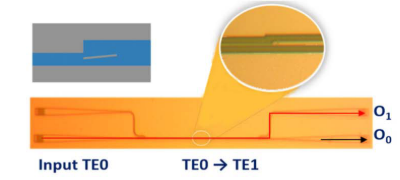 O₁
O₀
Input TE0
TE0 → TE1